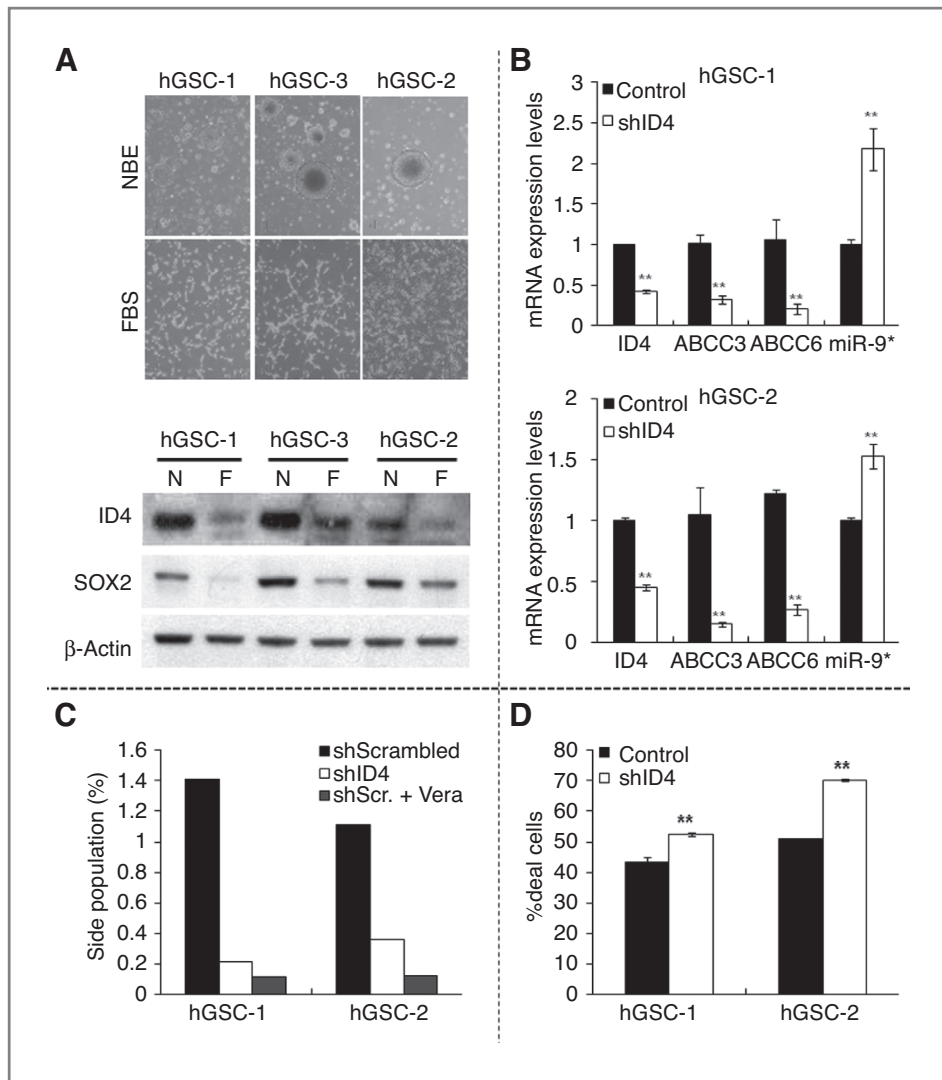 A
hGSC-1 hGSC-3 hGSC-2
NBE
FBS
hGSC-1 hGSC-3 hGSC-2
N F N F N F
ID4
SOX2
β-Actin
B
hGSC-1
mRNA expression levels
3
2.5
2
1.5
1
0.5
0
Control
shID4
**
**
**
**
ID4 ABCC3 ABCC6 miR-9*
hGSC-2
mRNA expression levels
2
1.5
1
0.5
0
Control
shID4
**
**
**
**
ID4 ABCC3 ABCC6 miR-9*
C
Side population (%)
1.6
1.4
1.2
1
0.8
0.6
0.4
0.2
0
shScrambled
shID4
shScr. + Vera
hGSC-1 hGSC-2
D
%deal cells
80
70
60
50
40
30
20
10
0
Control
shID4
**
**
hGSC-1 hGSC-2